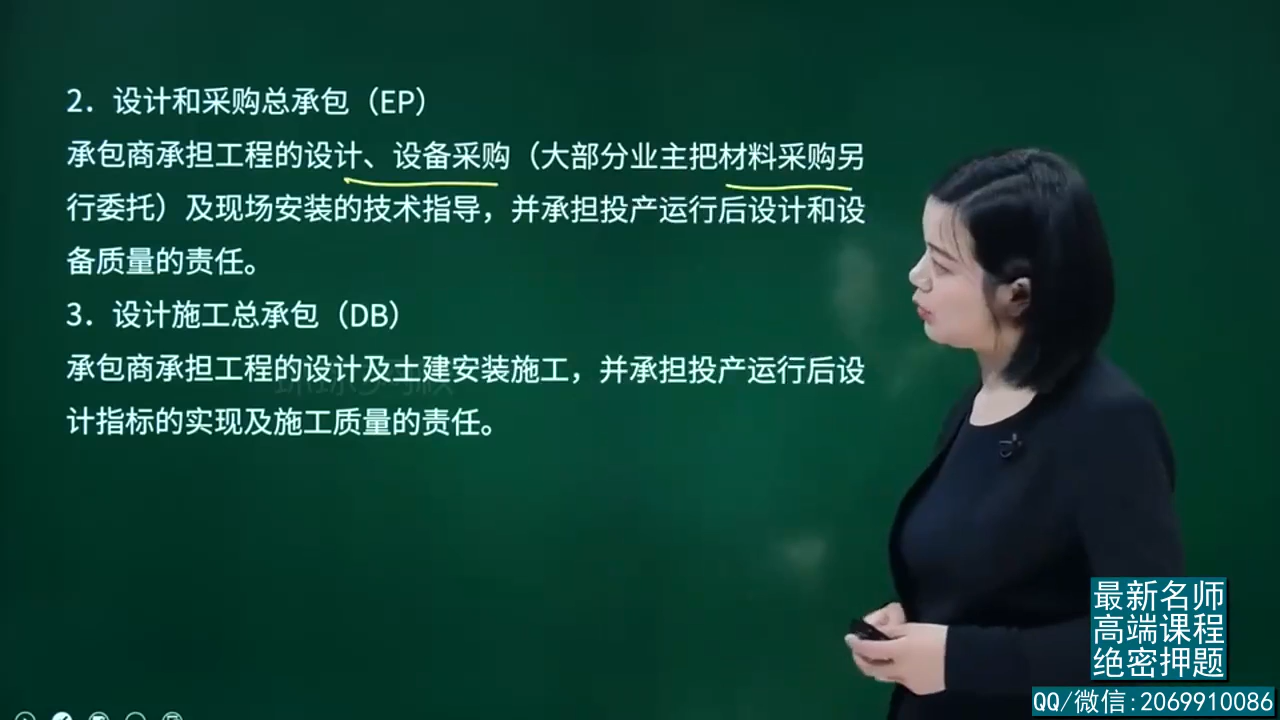 2．设计和采购总承包（EP）
承包商承担工程的设计、设备采购（大部分业主把材料采购另
行委托）及现场安装的技术指导，并承担投产运行后设计和设
备质量的责任。
3．设计施工总承包（DB）
承包商承担工程的设计及土建安装施工，并承担投产运行后设
计指标的实现及施工质量的责任。
最新名师
高端课程
绝密押题
QQ/微信:2069910086